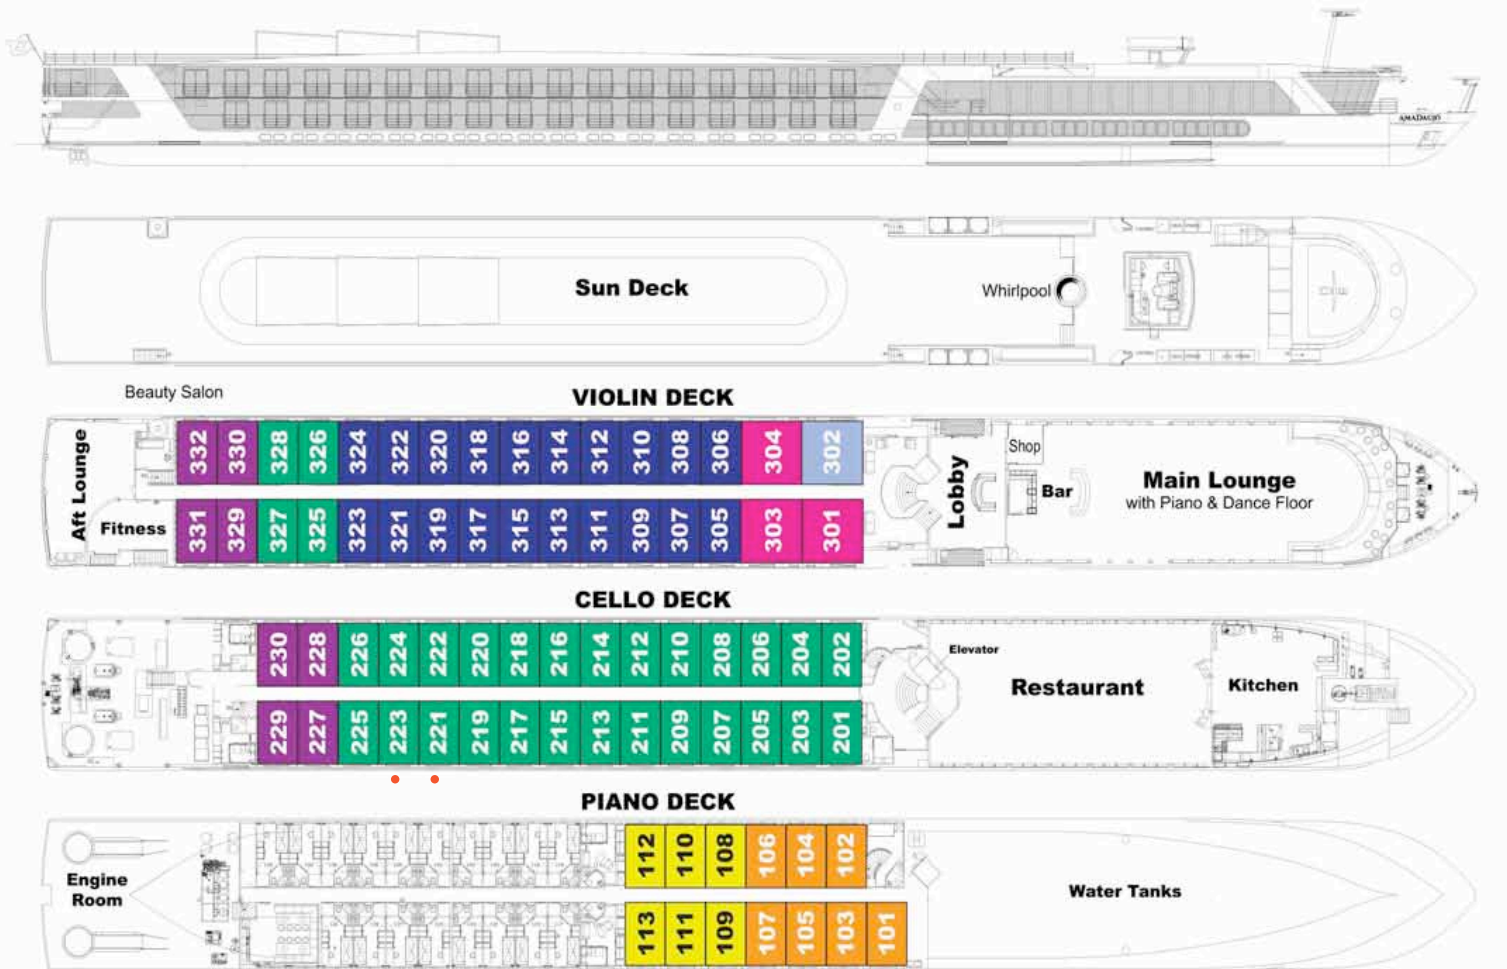 AMADAGIO
Sun Deck
Whirlpool
Beauty Salon
VIOLIN DECK
332 330 328 326 324 322 320 318 316 314 312 310 308 306 304 302
Aft Lounge
Fitness
331 329 327 325 323 321 319 317 315 313 311 309 307 305 303 301
Lobby
Shop
Bar
Main Lounge
with Piano & Dance Floor
CELLO DECK
230 228 226 224 222 220 218 216 214 212 210 208 206 204 202
229 227 225 223 221 219 217 215 213 211 209 207 205 203 201
Elevator
Restaurant
Kitchen
PIANO DECK
Engine
Room
112 110 108 106 104 102
113 111 109 107 105 103 101
Water Tanks